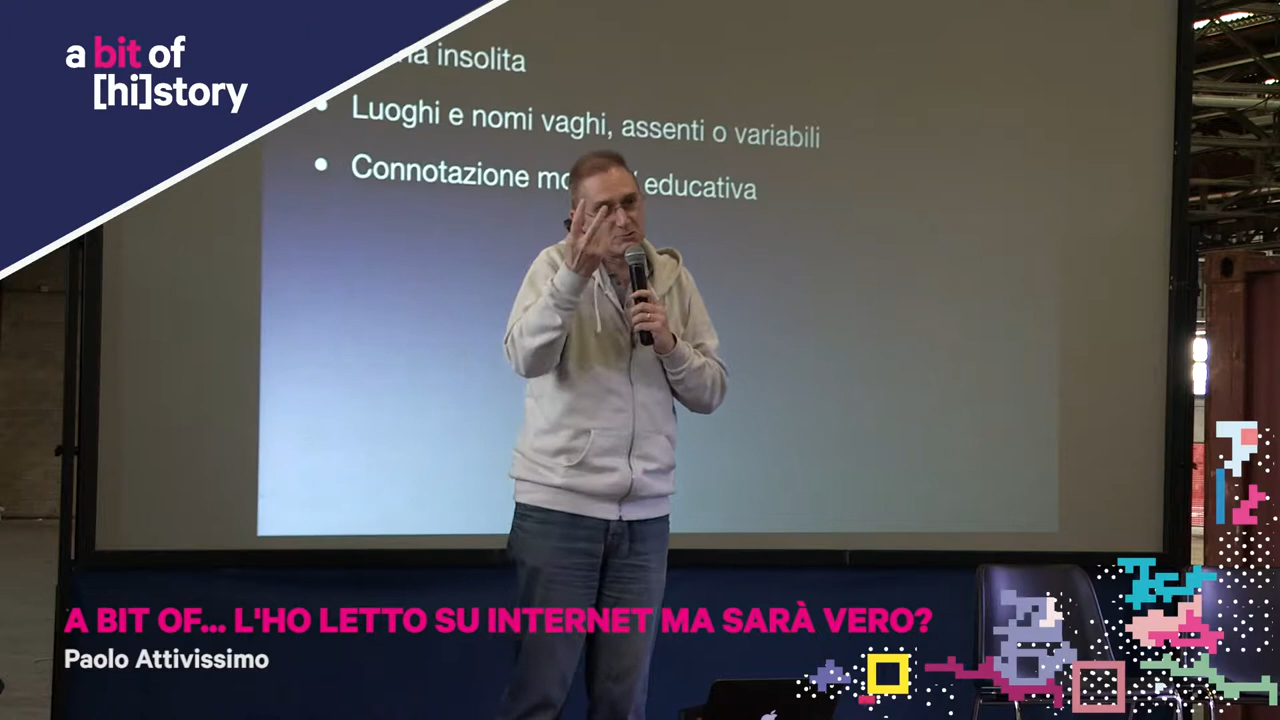 a bit of
[hi]story
insolita
Luoghi e nomi vaghi, assenti o variabili
Connotazione educativa
A BIT OF... L'HO LETTO SU INTERNET MA SARÀ VERO?
Paolo Attivissimo